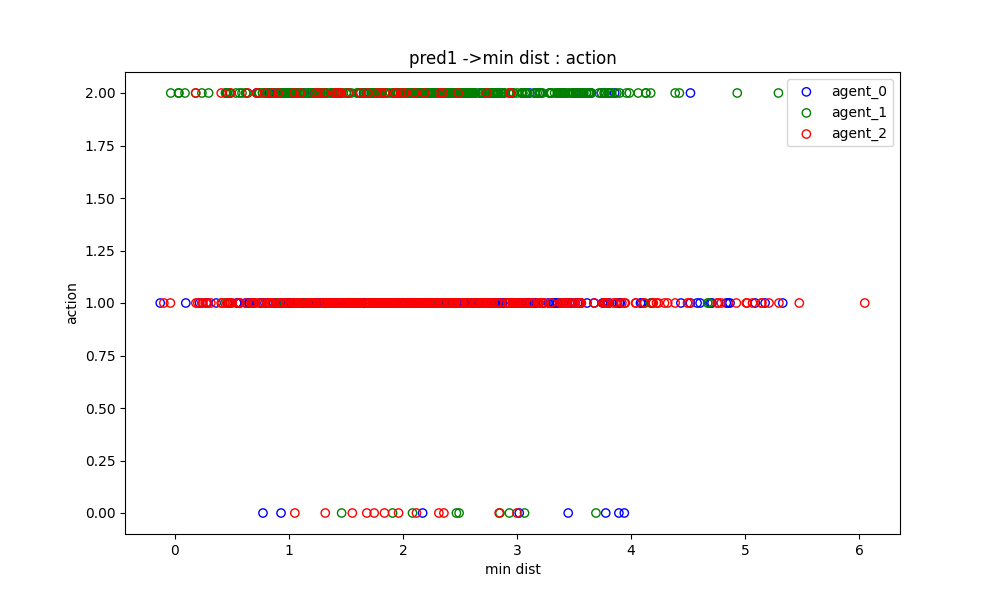 pred1 ->min dist : action
agent_0
agent_1
agent_2
action
2.00
1.75
1.50
1.25
1.00
0.75
0.50
0.25
0.00
0 1 2 3 4 5 6
min dist